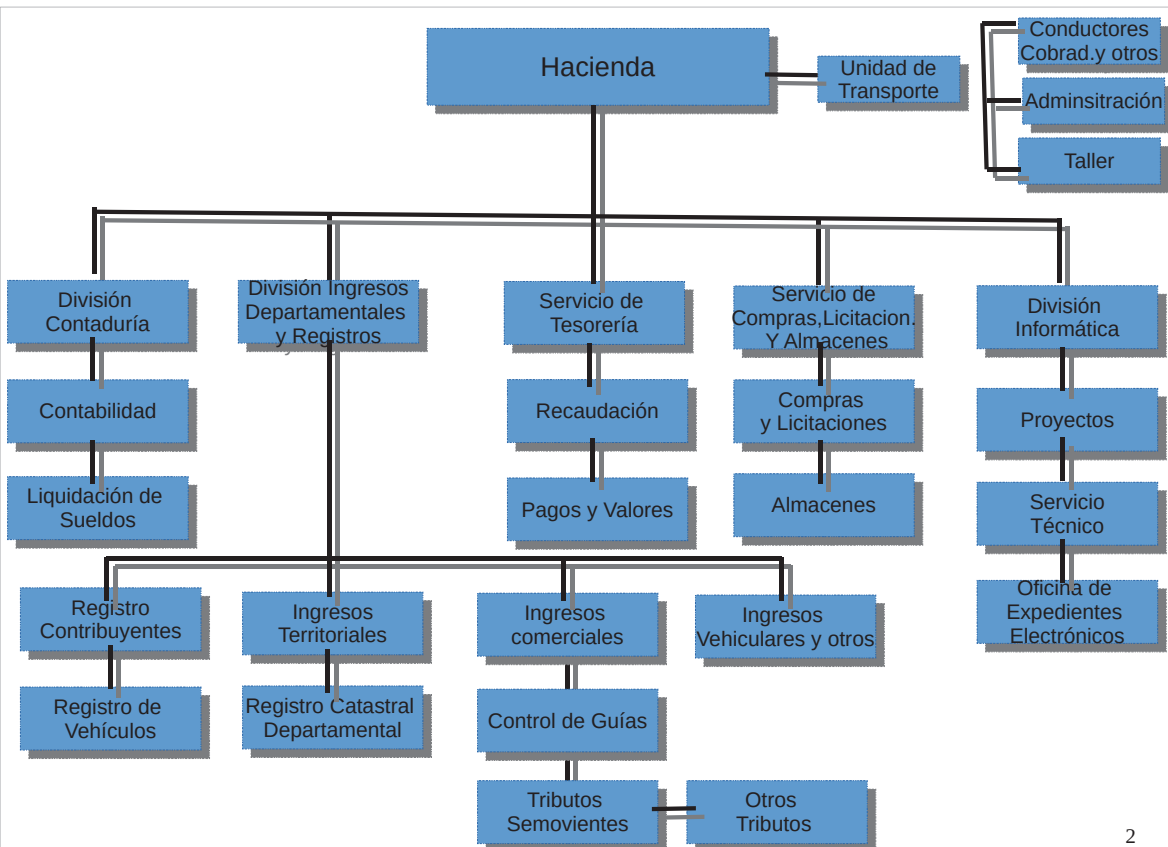 Hacienda
Unidad de
Transporte
Conductores
Cobrad.y otros
Adminsitración
Taller
División
Contaduría
División Ingresos
Departamentales
y Registros
Servicio de
Tesorería
Servicio de
Compras,Licitacion.
Y Almacenes
División
Informática
Contabilidad
Recaudación
Compras
y Licitaciones
Proyectos
Liquidación de
Sueldos
Pagos y Valores
Almacenes
Servicio
Técnico
Registro
Contribuyentes
Ingresos
Territoriales
Ingresos
comerciales
Ingresos
Vehiculares y otros
Oficina de
Expedientes
Electrónicos
Registro de
Vehículos
Registro Catastral
Departamental
Control de Guías
Tributos
Semovientes
Otros
Tributos
2